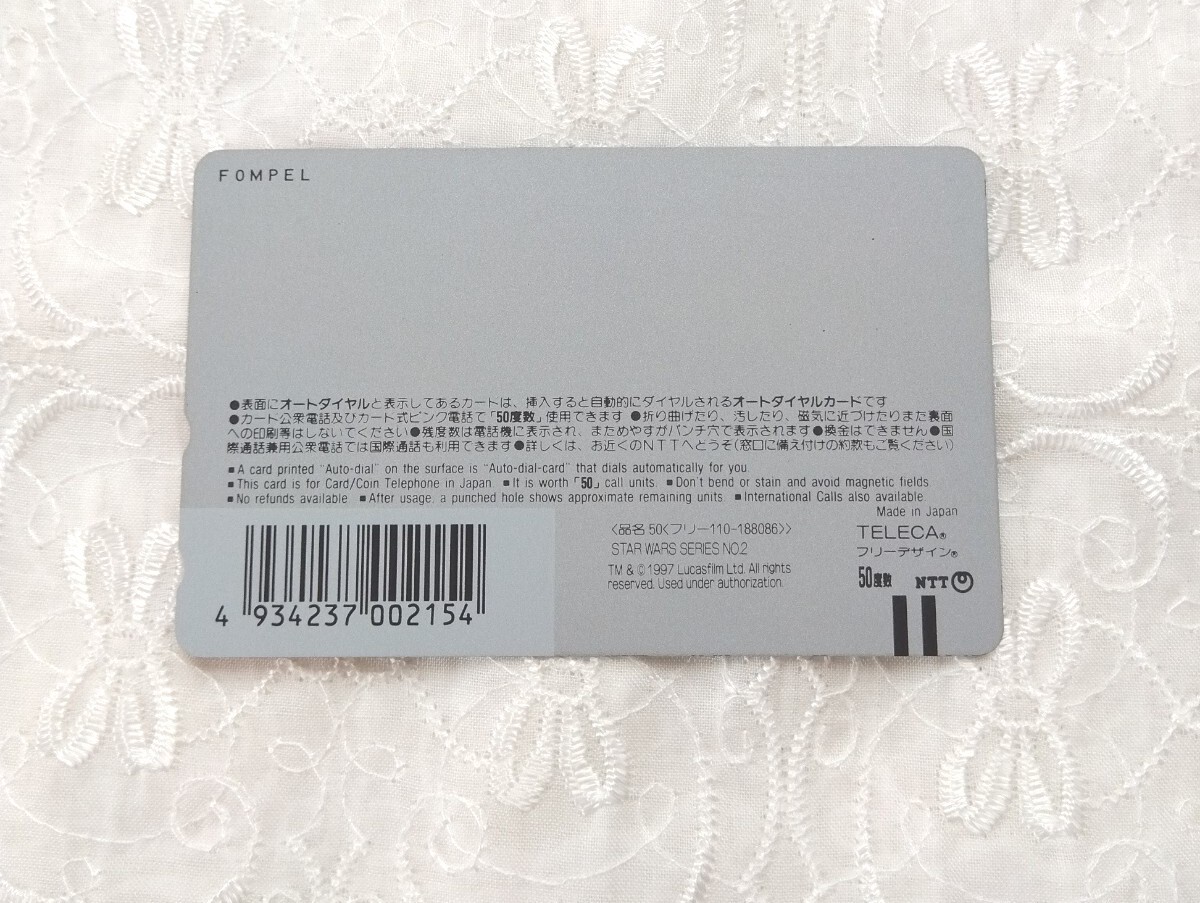 FOMPEL
●表面にオートダイヤルと表示してあるカードは、挿入すると自動的にダイヤルされるオートダイヤルカードです
●カード公衆電話及びカード式ピンク電話で「50度数」使用できます ●折り曲げたり、汚したり、磁気に近づけたりまた裏面
への印刷等はしないでください●残度数は電話機に表示され、まためやすがパンチ穴で表示されます●換金はできません●国
際通話兼用公衆電話では国際通話も利用できます●詳しくは、お近くのNTTへどうぞ(窓口に備え付けの約款もご覧ください)
■A card printed “Auto-dial” on the surface is “Auto-dial-card” that dials automatically for you.
■This card is for Card/Coin Telephone in Japan. ■It is worth「50」call units. ■Don't bend or stain and avoid magnetic fields.
■No refunds available. ■After usage, a punched hole shows approximate remaining units. ■International Calls also available.
Made in Japan
〈品名 50〈フリー110-188086〉〉
STAR WARS SERIES NO.2
TM & © 1997 Lucasfilm Ltd. All rights
reserved. Used under authorization.
TELECA®
フリーデザイン®
50度数 NTT
4 934237 002154